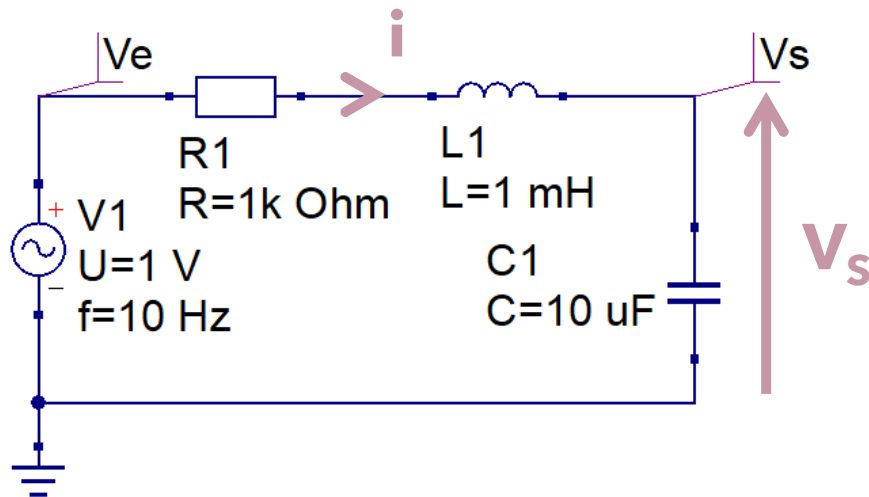 i
Ve
Vs
R1
R=1k Ohm
L1
L=1 mH
+
V1
U=1 V
f=10 Hz
–
C1
C=10 uF
vs